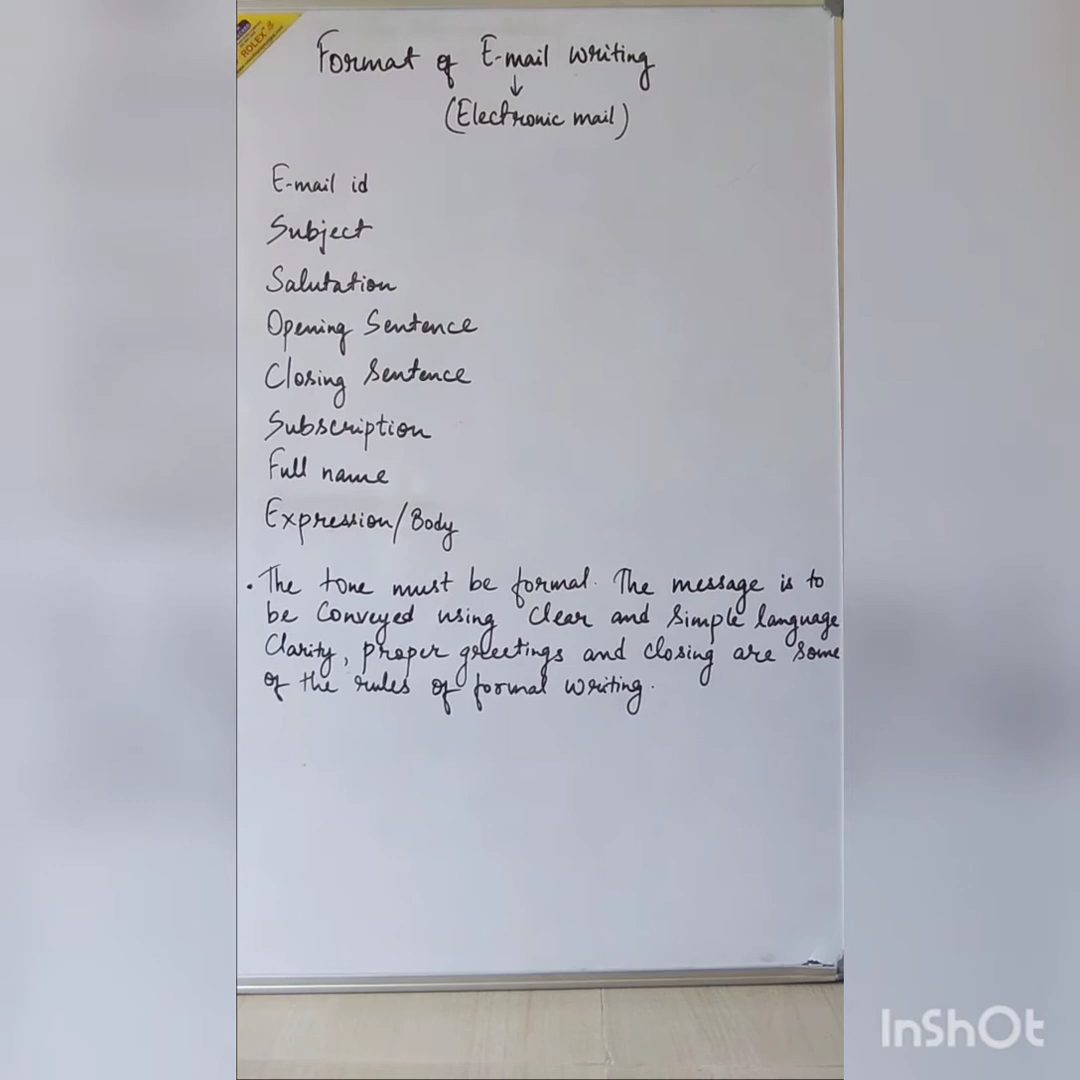 ROLEX
Format of E-mail writing
↓
(Electronic mail)
E-mail id
Subject
Salutation
Opening Sentence
Closing Sentence
Subscription
Full name
Expression/Body
• The tone must be formal. The message is to
be Conveyed using Clear and Simple language
Clarity, proper greetings and closing are some
of the rules of formal writing.
InShOt